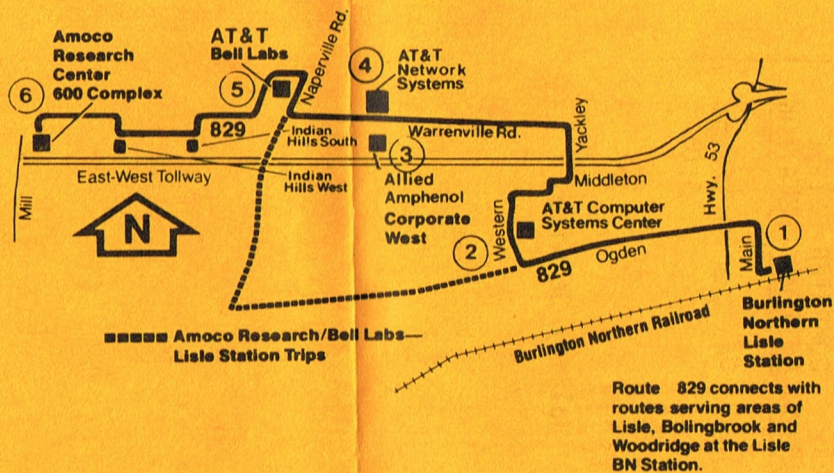 Amoco
Research
Center
600 Complex
6
AT&T
Bell Labs
5
Naperville Rd.
4
AT&T
Network
Systems
829
Indian
Hills South
Indian
Hills West
Warrenville Rd.
Yackley
3
Allied
Amphenol
Corporate
West
East-West Tollway
Mill
N
Middleton
Hwy. 53
Western
AT&T Computer
Systems Center
2
829
Ogden
Main
1
Burlington
Northern
Lisle
Station
Burlington Northern Railroad
Amoco Research/Bell Labs—
Lisle Station Trips
Route 829 connects with
routes serving areas of
Lisle, Bolingbrook and
Woodridge at the Lisle
BN Station.